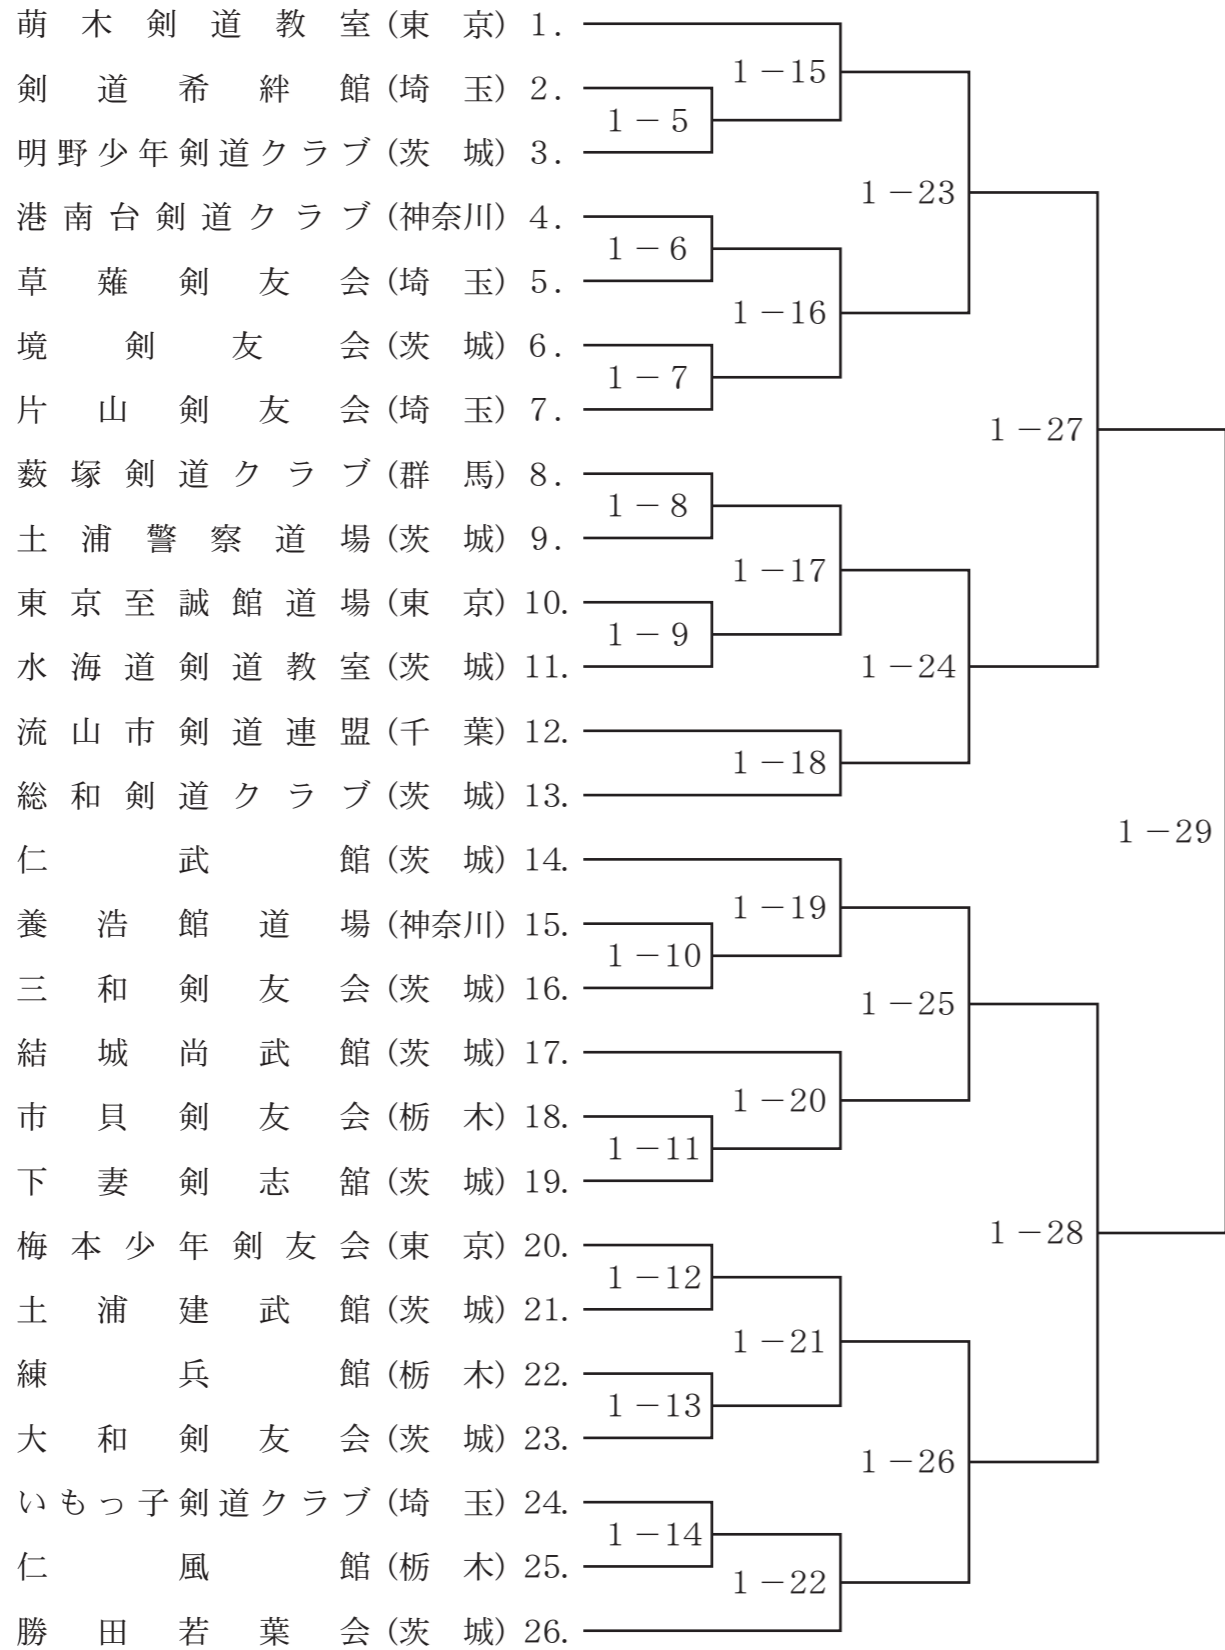 萌木剣道教室(東京) 1.
1－15
剣道希絆館(埼玉) 2.
1－5
明野少年剣道クラブ(茨城) 3.
1－23
港南台剣道クラブ(神奈川) 4.
1－6
草薙剣友会(埼玉) 5.
1－16
境剣友会(茨城) 6.
1－7
片山剣友会(埼玉) 7.
1－27
薮塚剣道クラブ(群馬) 8.
1－8
土浦警察道場(茨城) 9.
1－17
東京至誠館道場(東京) 10.
1－9
水海道剣道教室(茨城) 11.
1－24
流山市剣道連盟(千葉) 12.
1－18
総和剣道クラブ(茨城) 13.
1－29
仁武館(茨城) 14.
1－19
養浩館道場(神奈川) 15.
1－10
三和剣友会(茨城) 16.
1－25
結城尚武館(茨城) 17.
1－20
市貝剣友会(栃木) 18.
1－11
下妻剣志舘(茨城) 19.
1－28
梅本少年剣友会(東京) 20.
1－12
土浦建武館(茨城) 21.
1－21
練兵館(栃木) 22.
1－13
大和剣友会(茨城) 23.
1－26
いもっ子剣道クラブ(埼玉) 24.
1－14
仁風館(栃木) 25.
1－22
勝田若葉会(茨城) 26.